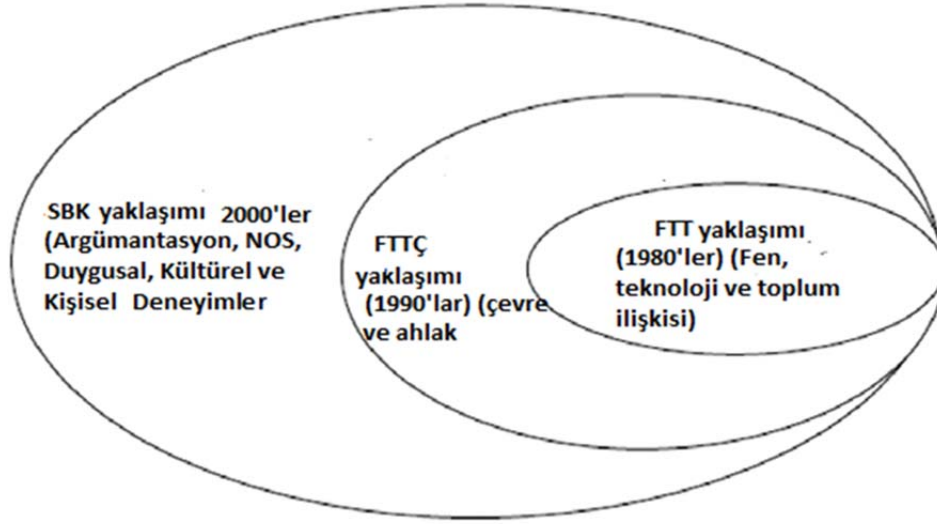 SBK yaklaşımı 2000'ler
(Argümantasyon, NOS,
Duygusal, Kültürel ve
Kişisel Deneyimler
FTTÇ
yaklaşımı
(1990'lar) (çevre
ve ahlak
FTT yaklaşımı
(1980'ler) (Fen,
teknoloji ve toplum
ilişkisi)